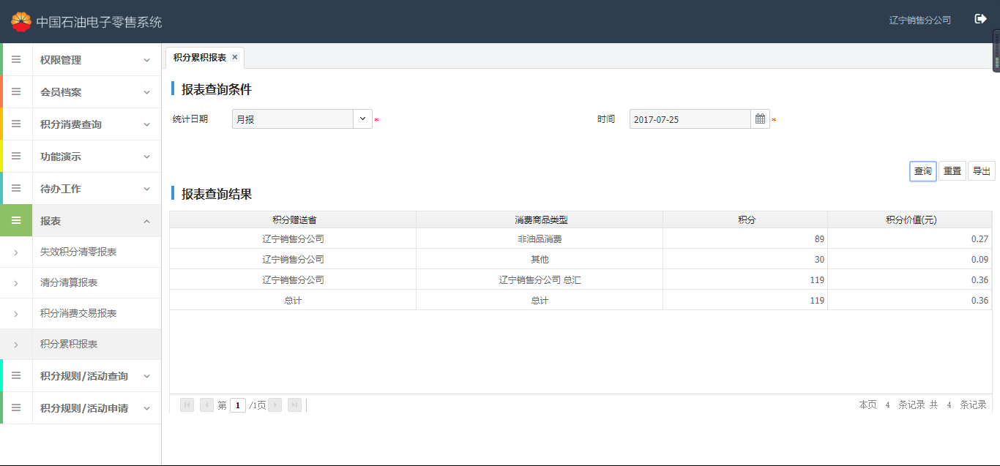 中国石油电子零售系统
辽宁销售分公司
权限管理
会员档案
积分消费查询
功能演示
待办工作
报表
失效积分清零报表
清分清算报表
积分消费交易报表
积分累积报表
积分规则/活动查询
积分规则/活动申请
积分累积报表 ×
报表查询条件
统计日期 月报 * 时间 2017-07-25 *
查询 重置 导出
报表查询结果
积分赠送省 消费商品类型 积分 积分价值(元)
辽宁销售分公司 非油品消费 89 0.27
辽宁销售分公司 其他 30 0.09
辽宁销售分公司 辽宁销售分公司 总汇 119 0.36
总计 总计 119 0.36
第 1 /1页 本页 4 条记录 共 4 条记录